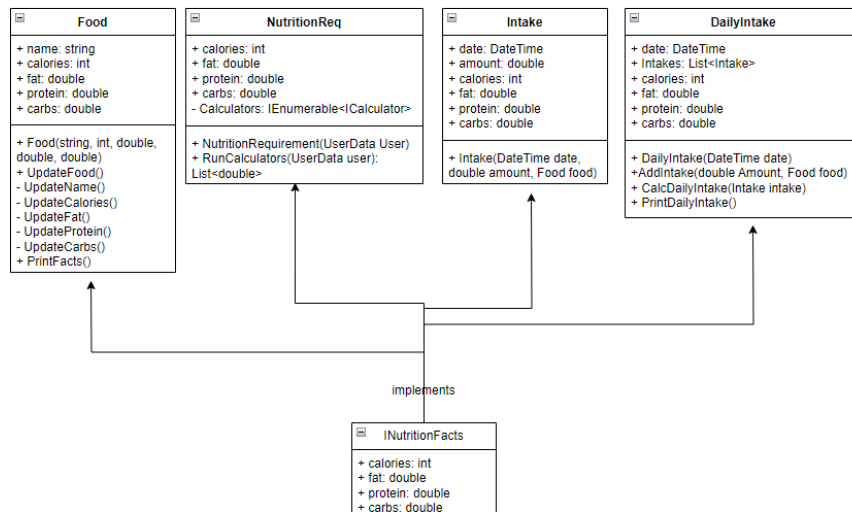 Food
+ name: string
+ calories: int
+ fat: double
+ protein: double
+ carbs: double
+ Food(string, int, double,
double, double)
+ UpdateFood()
- UpdateName()
- UpdateCalories()
- UpdateFat()
- UpdateProtein()
- UpdateCarbs()
+ PrintFacts()
NutritionReq
+ calories: int
+ fat: double
+ protein: double
+ carbs: double
- Calculators: IEnumerable<ICalculator>
+ NutritionRequirement(UserData User)
+ RunCalculators(UserData user):
List<double>
Intake
+ date: DateTime
+ amount: double
+ calories: int
+ fat: double
+ protein: double
+ carbs: double
+ Intake(DateTime date,
double amount, Food food)
DailyIntake
+ date: DateTime
+ Intakes: List<Intake>
+ calories: int
+ fat: double
+ protein: double
+ carbs: double
+ DailyIntake(DateTime date)
+AddIntake(double Amount, Food food)
+ CalcDailyIntake(Intake intake)
+ PrintDailyIntake()
implements
INutritionFacts
+ calories: int
+ fat: double
+ protein: double
+ carbs: double